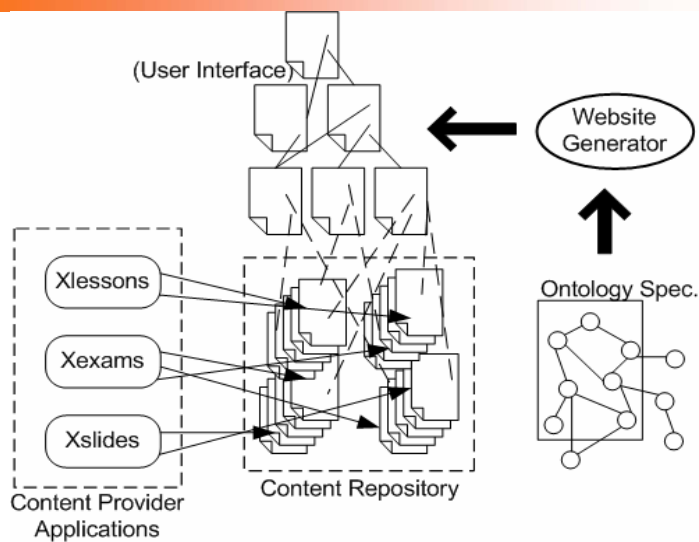 (User Interface)
Website
Generator
Xlessons
Xexams
Xslides
Ontology Spec.
Content Provider
Applications
Content Repository